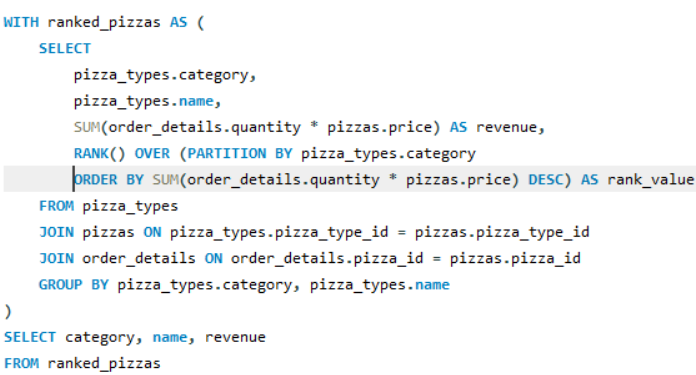 WITH ranked_pizzas AS (
    SELECT
        pizza_types.category,
        pizza_types.name,
        SUM(order_details.quantity * pizzas.price) AS revenue,
        RANK() OVER (PARTITION BY pizza_types.category
        ORDER BY SUM(order_details.quantity * pizzas.price) DESC) AS rank_value
    FROM pizza_types
    JOIN pizzas ON pizza_types.pizza_type_id = pizzas.pizza_type_id
    JOIN order_details ON order_details.pizza_id = pizzas.pizza_id
    GROUP BY pizza_types.category, pizza_types.name
)
SELECT category, name, revenue
FROM ranked_pizzas